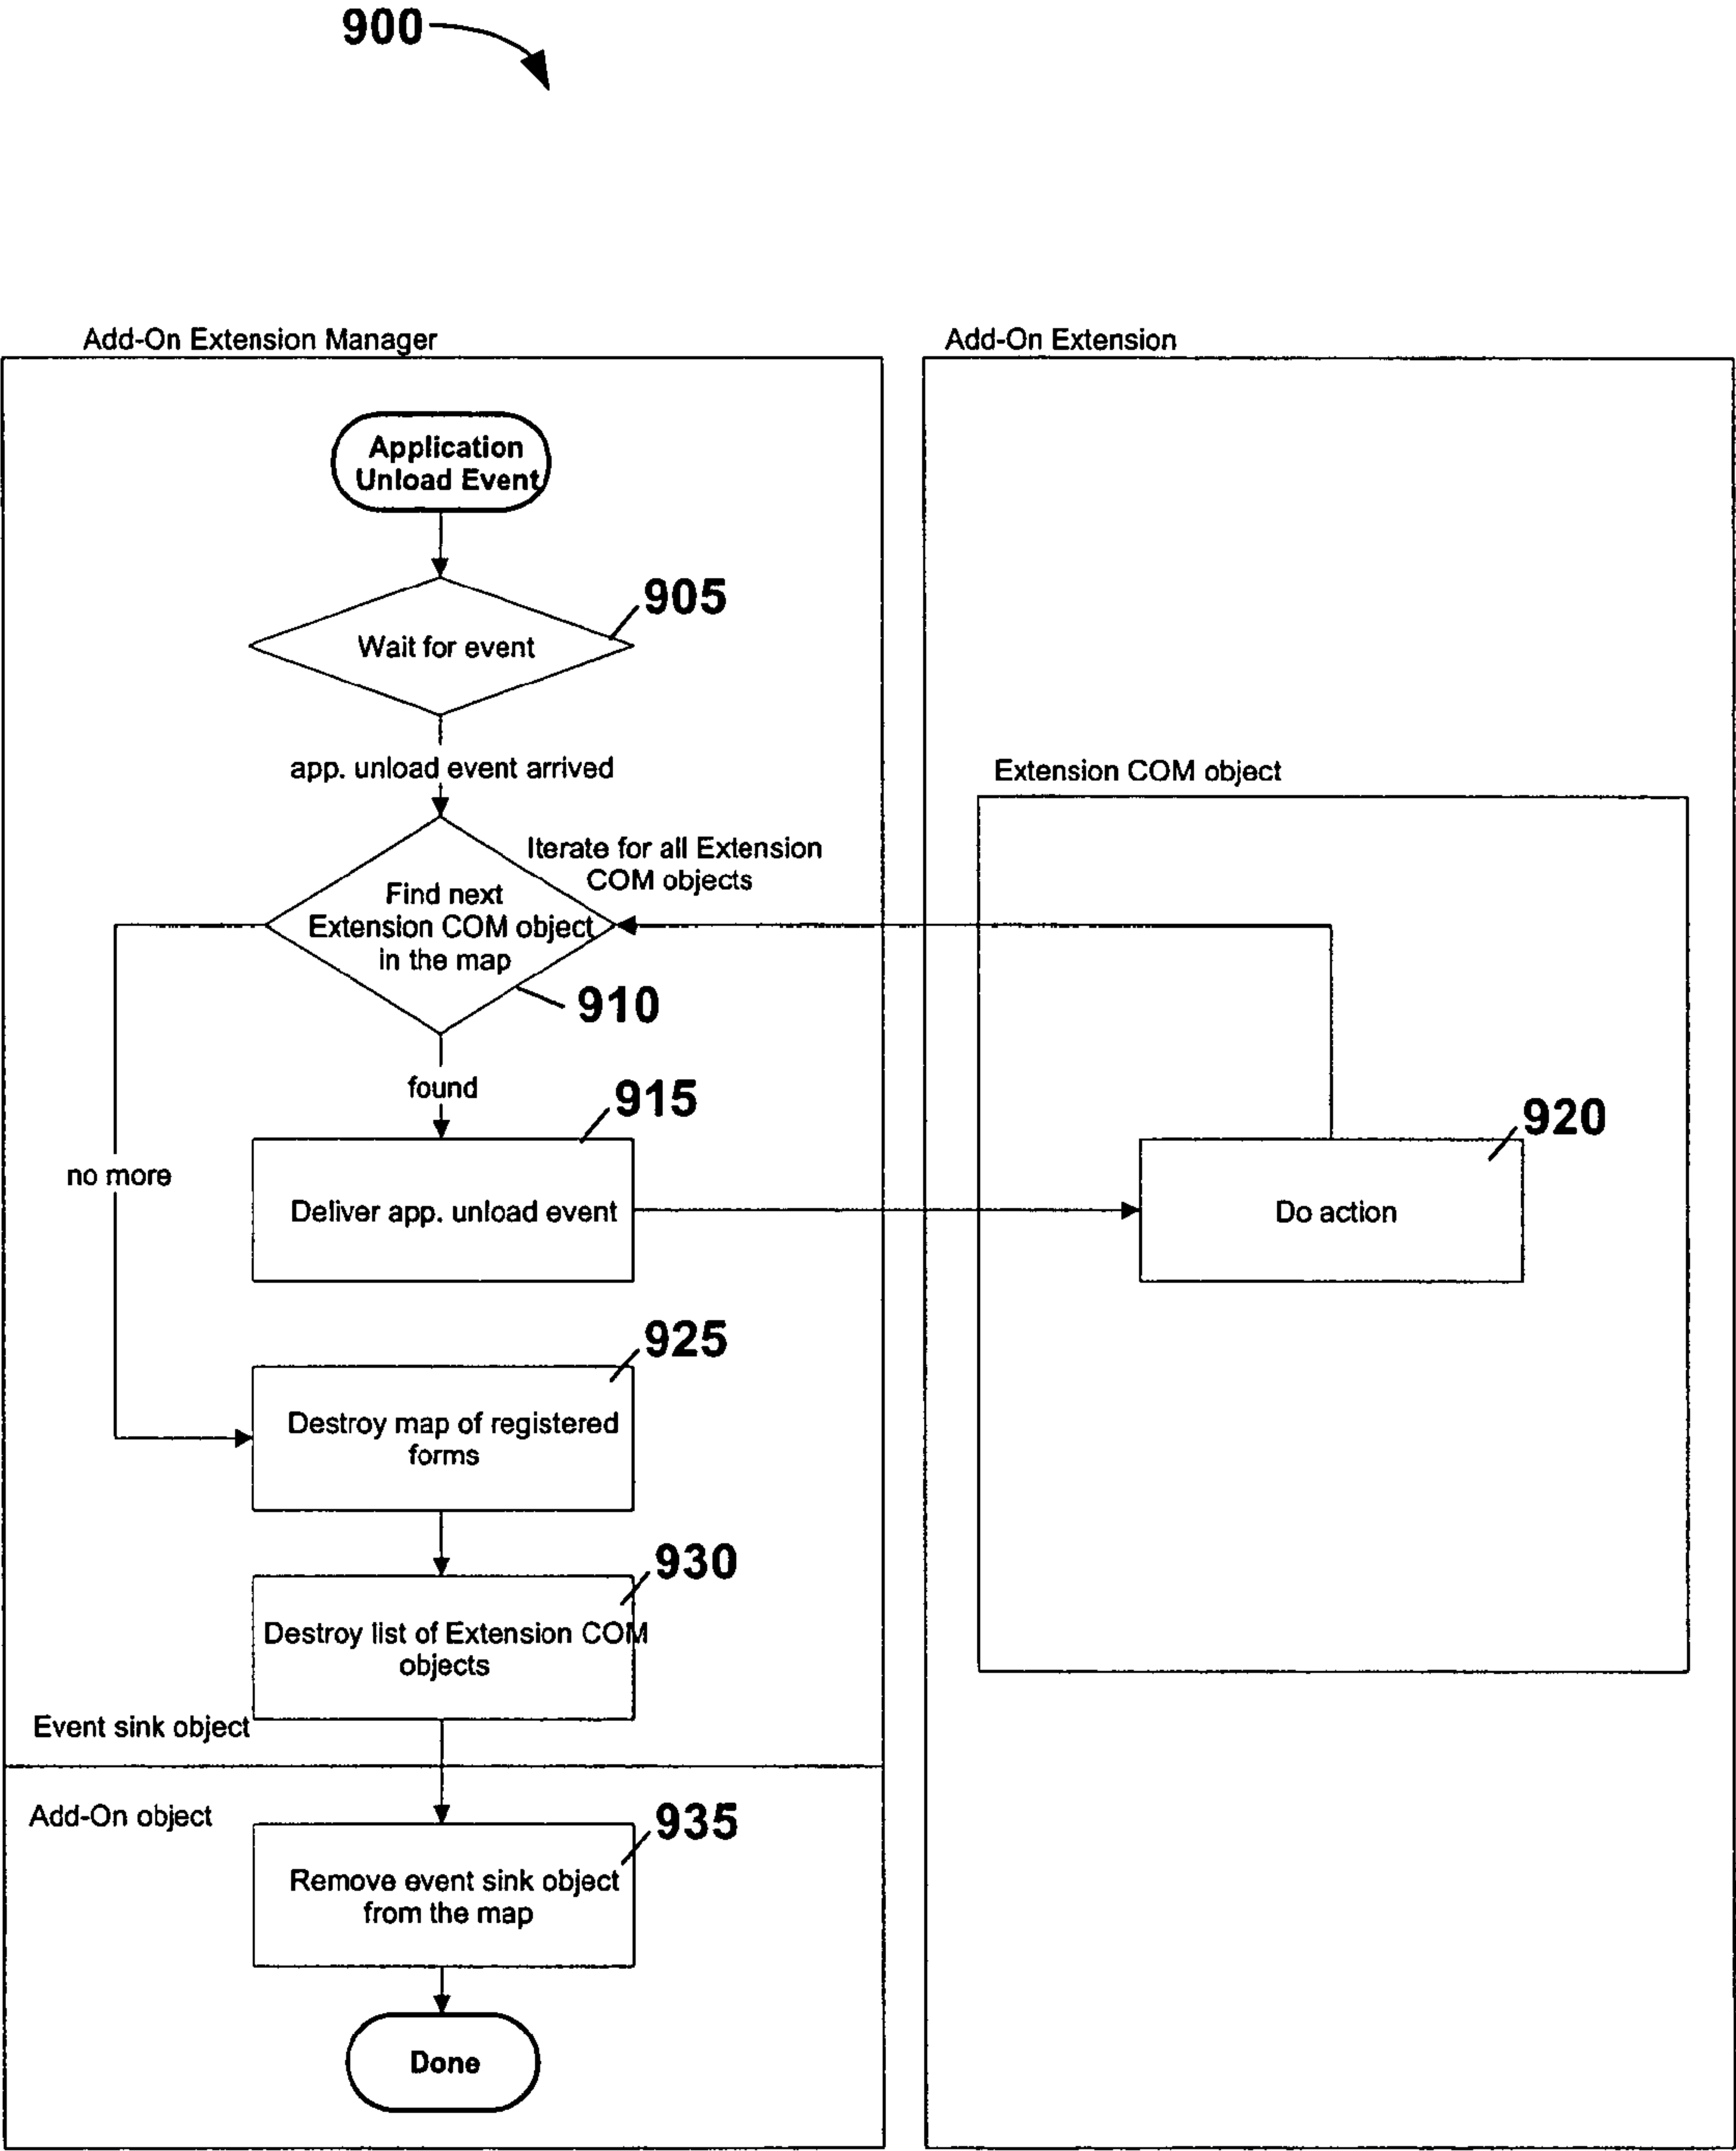 900
Add-On Extension Manager
Add-On Extension
Application
Unload Event
905
Wait for event
app. unload event arrived
Extension COM object
Iterate for all Extension
COM objects
Find next
Extension COM object
in the map
910
found
915
920
no more
Deliver app. unload event
Do action
925
Destroy map of registered
forms
930
Destroy list of Extension COM
objects
Event sink object
Add-On object
935
Remove event sink object
from the map
Done